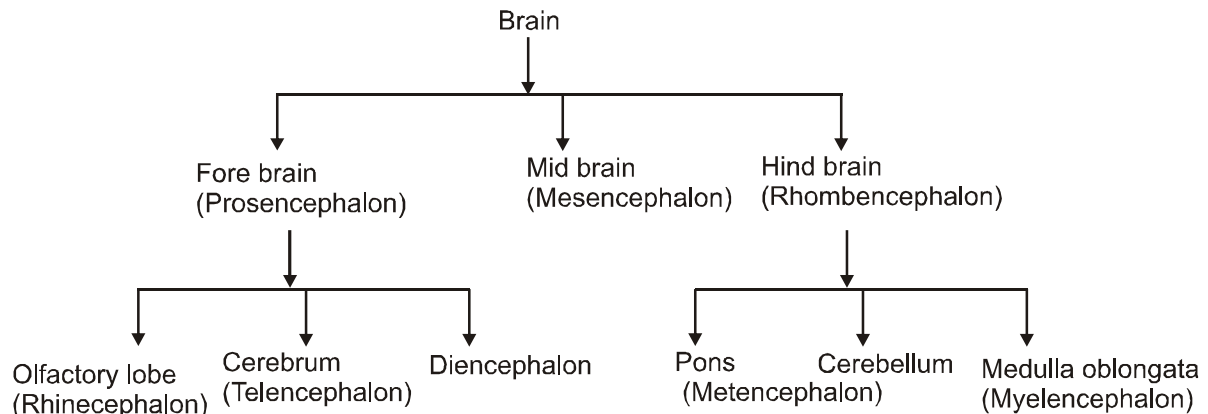 Brain
Fore brain
(Prosencephalon)
Mid brain
(Mesencephalon)
Hind brain
(Rhombencephalon)
Olfactory lobe
(Rhinecephalon)
Cerebrum
(Telencephalon)
Diencephalon
Pons
(Metencephalon)
Cerebellum
Medulla oblongata
(Myelencephalon)